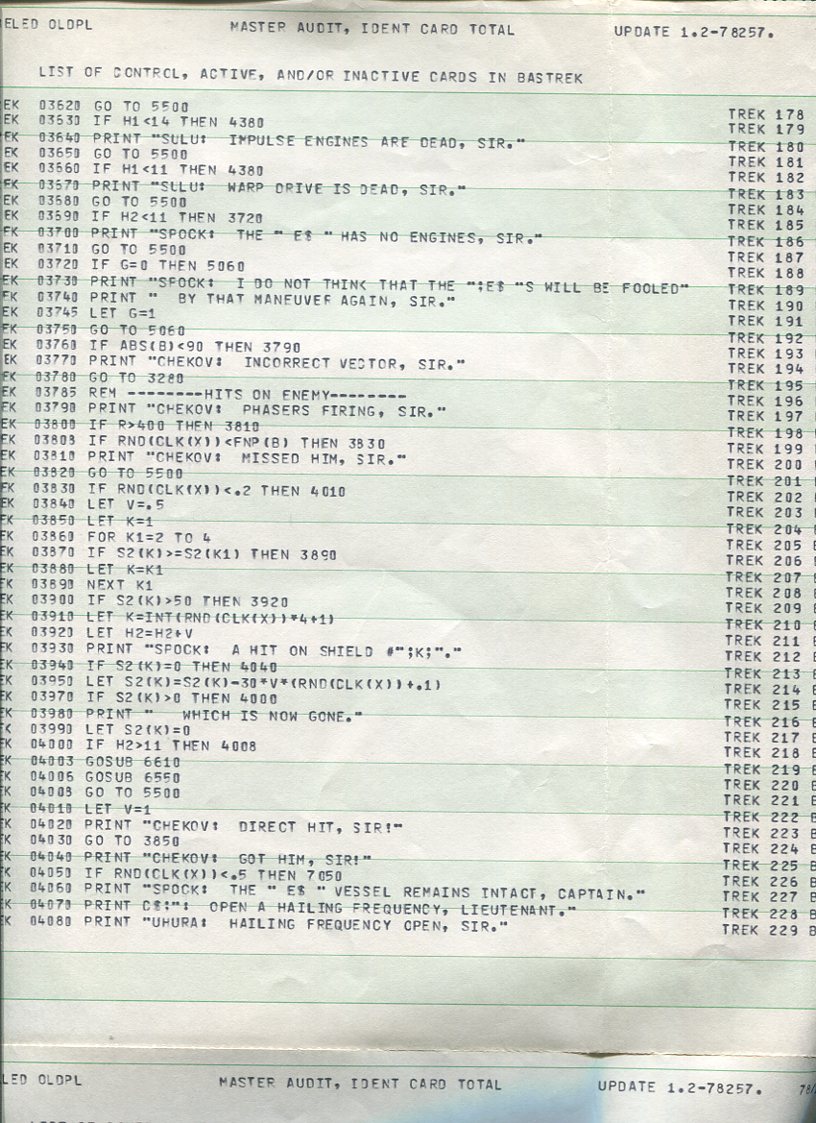 ELED OLDPL MASTER AUDIT, IDENT CARD TOTAL UPDATE 1.2-78257.
LIST OF CONTROL, ACTIVE, AND/OR INACTIVE CARDS IN BASTREK
EK 03620 GO TO 5500 TREK 178
EK 03630 IF H1<14 THEN 4380 TREK 179
EK 03640 PRINT "SULU: IMPULSE ENGINES ARE DEAD, SIR." TREK 180
EK 03650 GO TO 5500 TREK 181
EK 03660 IF H1<11 THEN 4380 TREK 182
EK 03670 PRINT "SULU: WARP DRIVE IS DEAD, SIR." TREK 183
EK 03680 GO TO 5500 TREK 184
EK 03690 IF H2<11 THEN 3720 TREK 185
EK 03700 PRINT "SPOCK: THE " E$ " HAS NO ENGINES, SIR." TREK 186
EK 03710 GO TO 5500 TREK 187
EK 03720 IF G=0 THEN 5060 TREK 188
EK 03730 PRINT "SPOCK: I DO NOT THINK THAT THE ";E$ "S WILL BE FOOLED" TREK 189
EK 03740 PRINT " BY THAT MANEUVER AGAIN, SIR." TREK 190
EK 03745 LET G=1 TREK 191
EK 03750 GO TO 5060 TREK 192
EK 03760 IF ABS(B)<90 THEN 3790 TREK 193
EK 03770 PRINT "CHEKOV: INCORRECT VECTOR, SIR." TREK 194
EK 03780 GO TO 3280 TREK 195
EK 03785 REM --------HITS ON ENEMY-------- TREK 196
EK 03790 PRINT "CHEKOV: PHASERS FIRING, SIR." TREK 197
EK 03800 IF R>400 THEN 3810 TREK 198
EK 03808 IF RND(CLK(X))<FNP(B) THEN 3830 TREK 199
EK 03810 PRINT "CHEKOV: MISSED HIM, SIR." TREK 200
EK 03820 GO TO 5500 TREK 201
EK 03830 IF RND(CLK(X))<.2 THEN 4010 TREK 202
EK 03840 LET V=.5 TREK 203
EK 03850 LET K=1 TREK 204
EK 03860 FOR K1=2 TO 4 TREK 205
EK 03870 IF S2(K)>=S2(K1) THEN 3890 TREK 206
EK 03880 LET K=K1 TREK 207
EK 03890 NEXT K1 TREK 208
EK 03900 IF S2(K)>50 THEN 3920 TREK 209
EK 03910 LET K=INT(RND(CLK(X))*4+1) TREK 210
EK 03920 LET H2=H2+V TREK 211
EK 03930 PRINT "SPOCK: A HIT ON SHIELD #";K;"." TREK 212
EK 03940 IF S2(K)=0 THEN 4040 TREK 213
EK 03950 LET S2(K)=S2(K)-30*V*(RND(CLK(X))+.1) TREK 214
EK 03970 IF S2(K)>0 THEN 4000 TREK 215
EK 03980 PRINT " WHICH IS NOW GONE." TREK 216
K 03990 LET S2(K)=0 TREK 217
EK 04000 IF H2>11 THEN 4008 TREK 218
EK 04003 GOSUB 6610 TREK 219
EK 04006 GOSUB 6550 TREK 220
EK 04008 GO TO 5500 TREK 221
EK 04010 LET V=1 TREK 222
EK 04020 PRINT "CHEKOV: DIRECT HIT, SIR!" TREK 223
EK 04030 GO TO 3850 TREK 224
EK 04040 PRINT "CHEKOV: GOT HIM, SIR!" TREK 225
EK 04050 IF RND(CLK(X))<.5 THEN 7050 TREK 226
EK 04060 PRINT "SPOCK: THE " E$ " VESSEL REMAINS INTACT, CAPTAIN." TREK 227
EK 04070 PRINT C$;": OPEN A HAILING FREQUENCY, LIEUTENANT." TREK 228
EK 04080 PRINT "UHURA: HAILING FREQUENCY OPEN, SIR." TREK 229
LED OLDPL MASTER AUDIT, IDENT CARD TOTAL UPDATE 1.2-78257. 78/